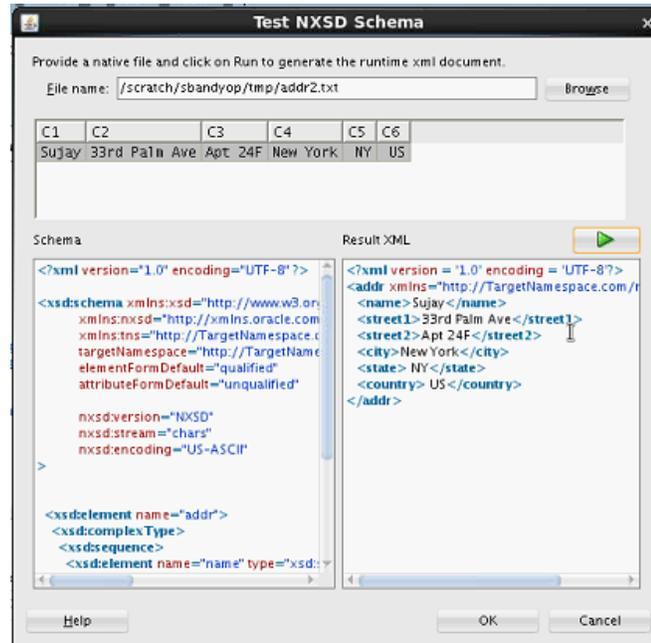 Test NXSD Schema
Provide a native file and click on Run to generate the runtime xml document.
File name: /scratch/sbandyop/tmp/addr2.txt Browse
C1 C2 C3 C4 C5 C6
Sujay 33rd Palm Ave Apt 24F New York NY US
Schema
<?xml version="1.0" encoding="UTF-8"?>
<xsd:schema xmlns:xsd="http://www.w3.or
xmlns:nxsd="http://xmlns.oracle.com
xmlns:tns="http://TargetNamespace.c
targetNamespace="http://TargetName
elementFormDefault="qualified"
attributeFormDefault="unqualified"
nxsd:version="NXSD"
nxsd:stream="chars"
nxsd:encoding="US-ASCII"
>
<xsd:element name="addr">
<xsd:complexType>
<xsd:sequence>
<xsd:element name="name" type="xsd:
Result XML
<?xml version = '1.0' encoding = 'UTF-8'?>
<addr xmlns="http://TargetNamespace.com/r
<name>Sujay</name>
<street1>33rd Palm Ave</street1>
<street2>Apt 24F</street2>
<city>New York</city>
<state> NY</state>
<country> US</country>
</addr>
Help OK Cancel